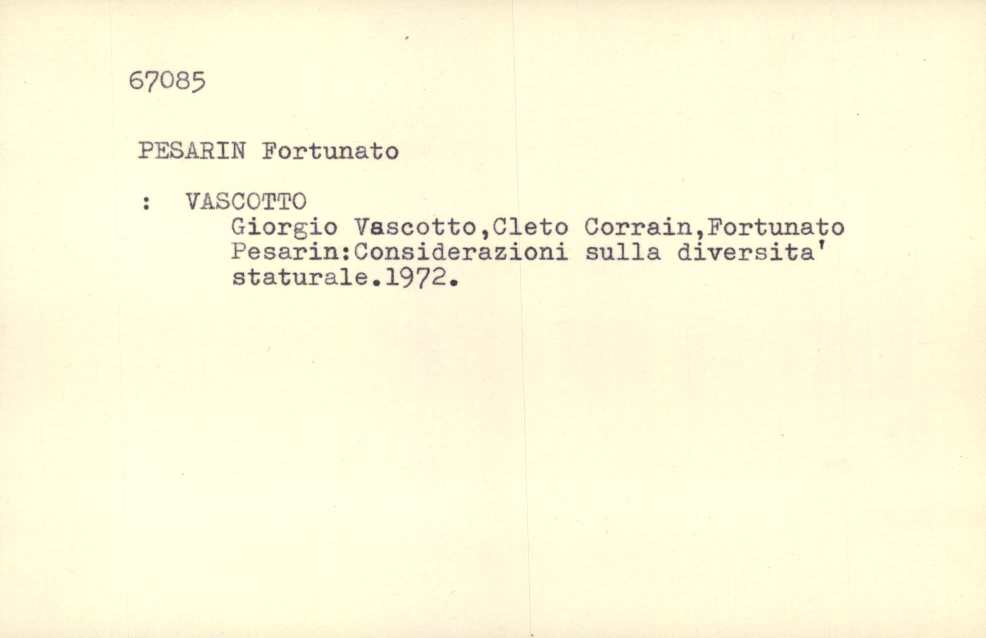 67085
PESARIN Fortunato
: VASCOTTO
Giorgio Vascotto,Cleto Corrain,Fortunato
Pesarin:Considerazioni sulla diversita'
staturale.1972.